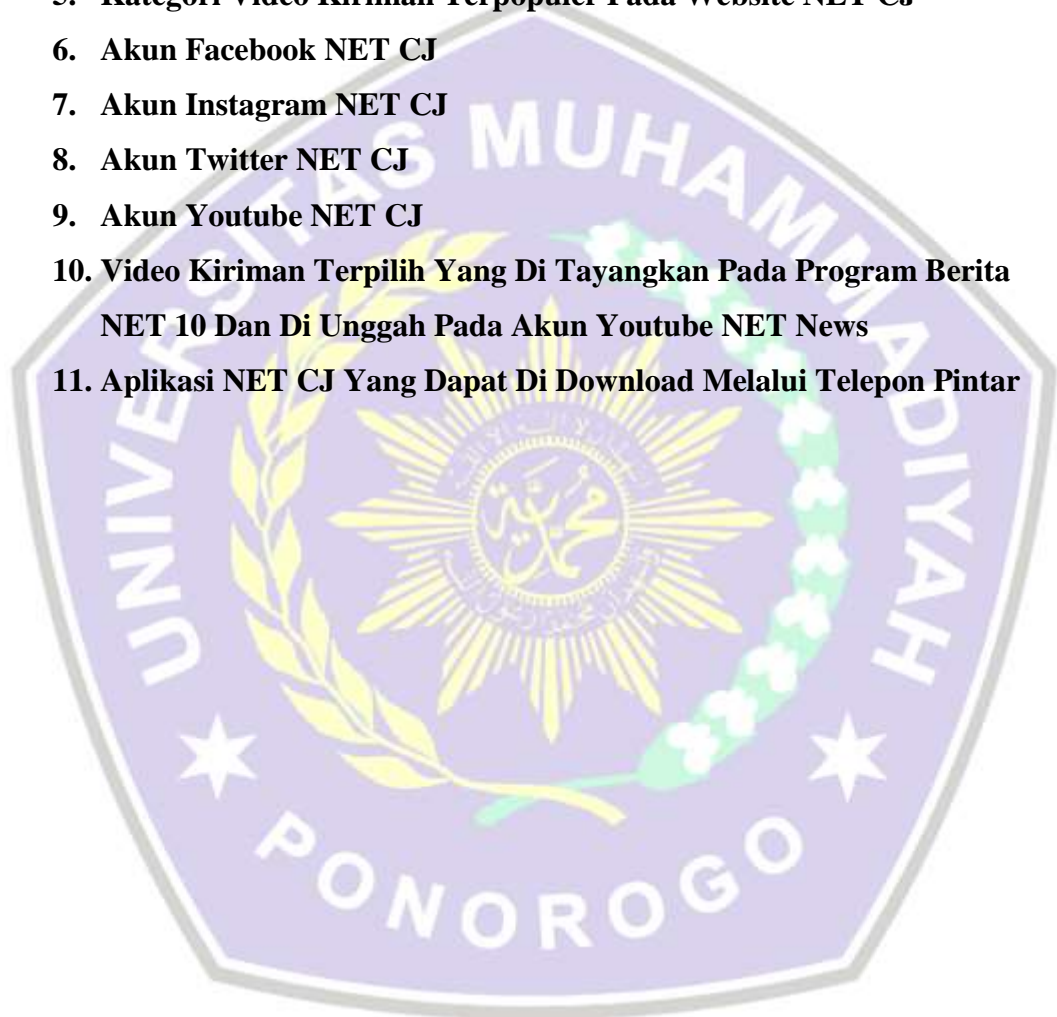 5. Kategori Video Kiriman Terpopuler Pada Website NET CJ
6. Akun Facebook NET CJ
7. Akun Instagram NET CJ
8. Akun Twitter NET CJ
9. Akun Youtube NET CJ
10. Video Kiriman Terpilih Yang Di Tayangkan Pada Program Berita
NET 10 Dan Di Unggah Pada Akun Youtube NET News
11. Aplikasi NET CJ Yang Dapat Di Download Melalui Telepon Pintar
UNIVERSITAS MUHAMMADIYAH
PONOROGO